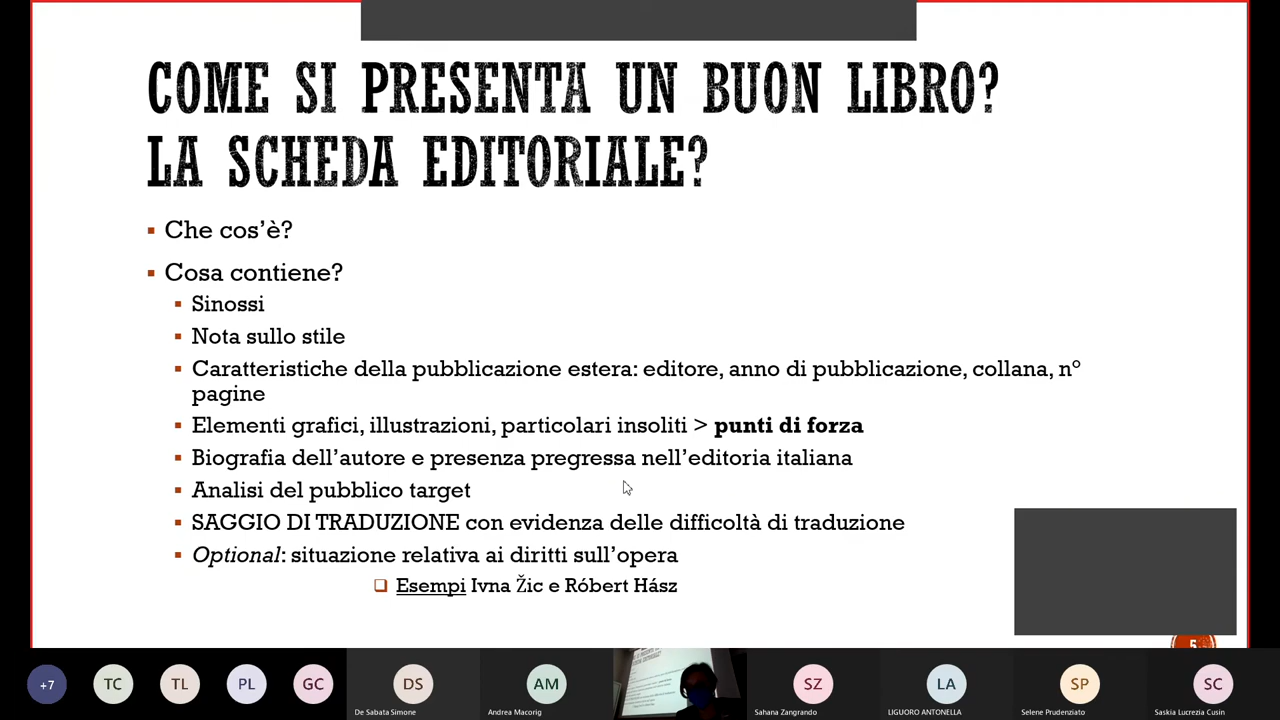 COME SI PRESENTA UN BUON LIBRO?
LA SCHEDA EDITORIALE?
Che cos'è?
Cosa contiene?
Sinossi
Nota sullo stile
Caratteristiche della pubblicazione estera: editore, anno di pubblicazione, collana, n°
pagine
Elementi grafici, illustrazioni, particolari insoliti > punti di forza
Biografia dell'autore e presenza pregressa nell'editoria italiana
Analisi del pubblico target
SAGGIO DI TRADUZIONE con evidenza delle difficoltà di traduzione
Optional: situazione relativa ai diritti sull'opera
Esempi Ivna Žic e Róbert Hász
5
+7 TC TL PL GC DS AM SZ LA SP SC
De Sabata Simone Andrea Macorig Sahana Zangrando LIGUORO ANTONELLA Selene Prudenziato Saskia Lucrezia Cusin